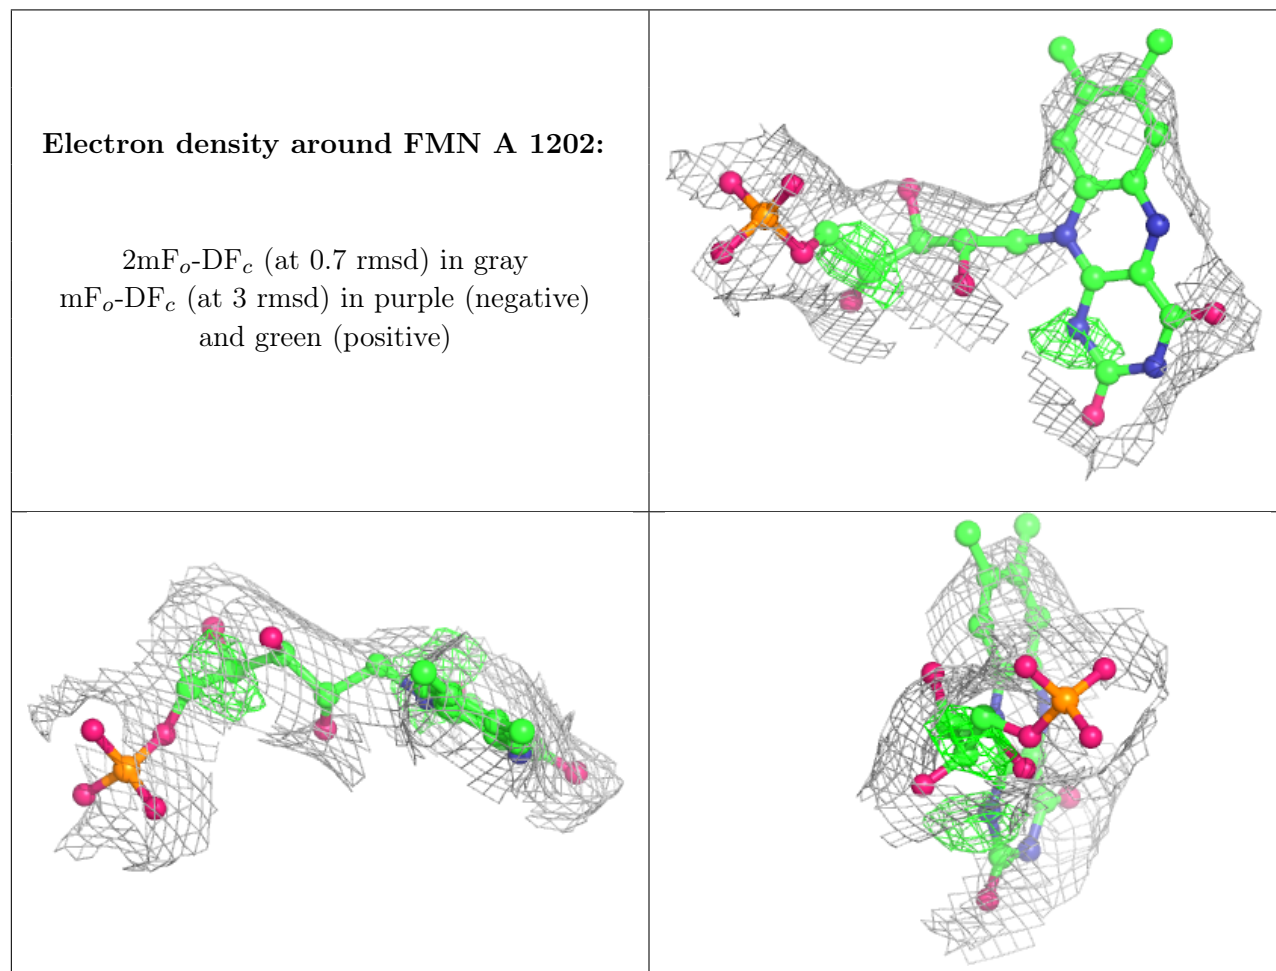 Electron density around FMN A 1202:
2mFo-DFc (at 0.7 rmsd) in gray
mFo-DFc (at 3 rmsd) in purple (negative)
and green (positive)